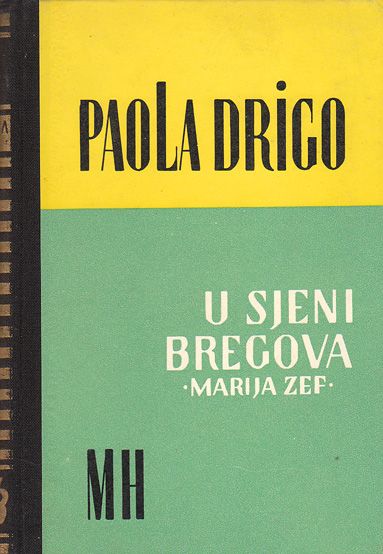 PAOLA DRIGO
U SJENI
BREGOVA
·MARIJA ZEF·
MH